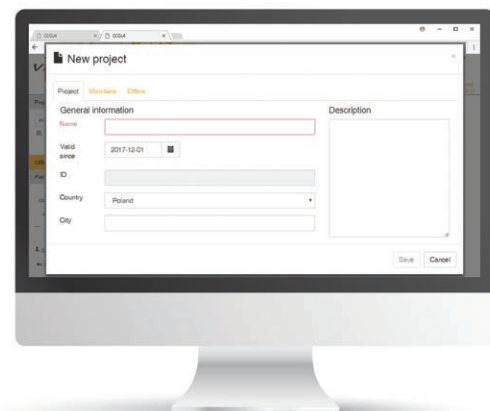 New project
Project Members Offers
General information
Description
Name
Valid since
2017-12-01
ID
Country
Poland
City
Save Cancel